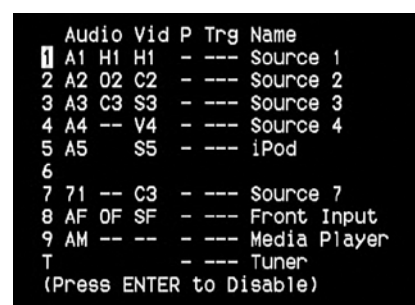 Audio Vid P Trg Name
1 A1 H1 H1 - --- Source 1
2 A2 O2 C2 - --- Source 2
3 A3 C3 S3 - --- Source 3
4 A4 -- V4 - --- Source 4
5 A5 S5 - --- iPod
6
7 71 -- C3 - --- Source 7
8 AF OF SF - --- Front Input
9 AM -- -- - --- Media Player
T - --- Tuner
(Press ENTER to Disable)